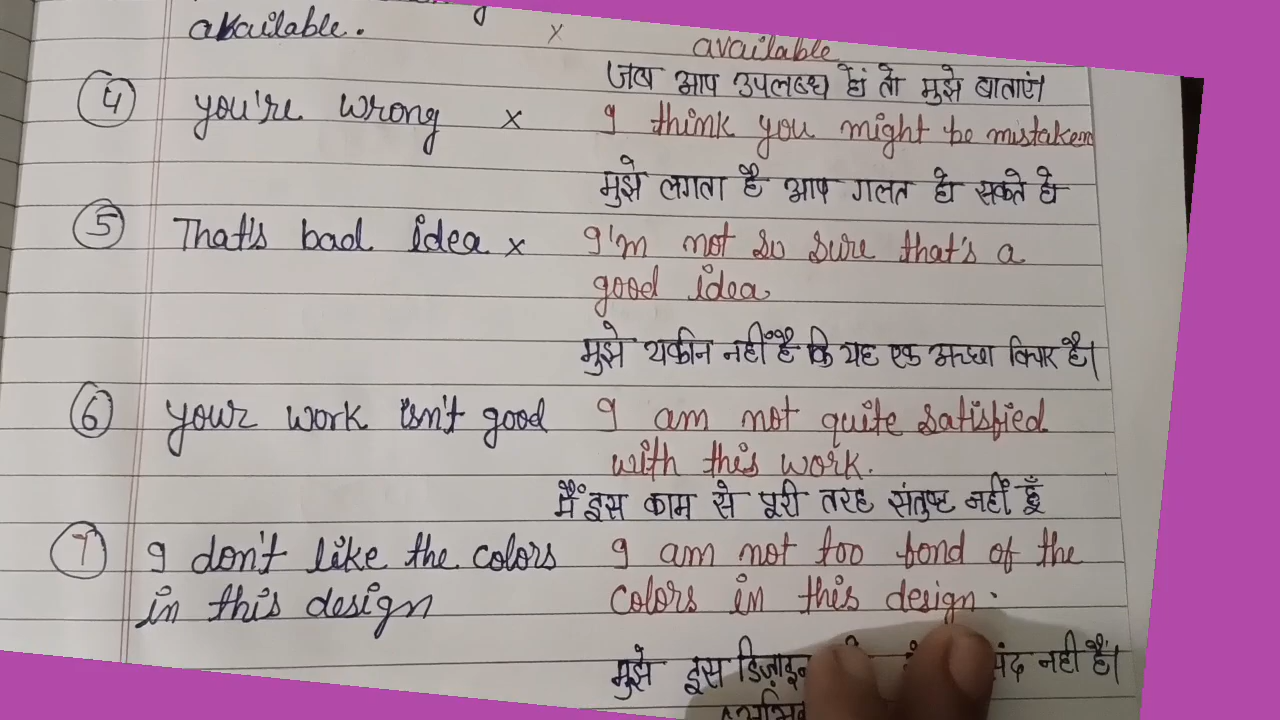 available. × available
जब आप उपलब्ध हों तो मुझे बाताएं।
4 you're wrong × I think you might be mistaken
मुझे लगता है आप गलत हो सकते हो
5 That's bad idea × I'm not so sure that's a
good idea
मुझे यकीन नहीं है कि यह एक अच्छा विचार है।
6 your work isn't good I am not quite satisfied
with this work.
मैं इस काम से पूरी तरह संतुष्ट नहीं हूँ
7 I don't like the colors I am not too fond of the
in this design colors in this design.
मुझे इस डिज़ाइन नही है।